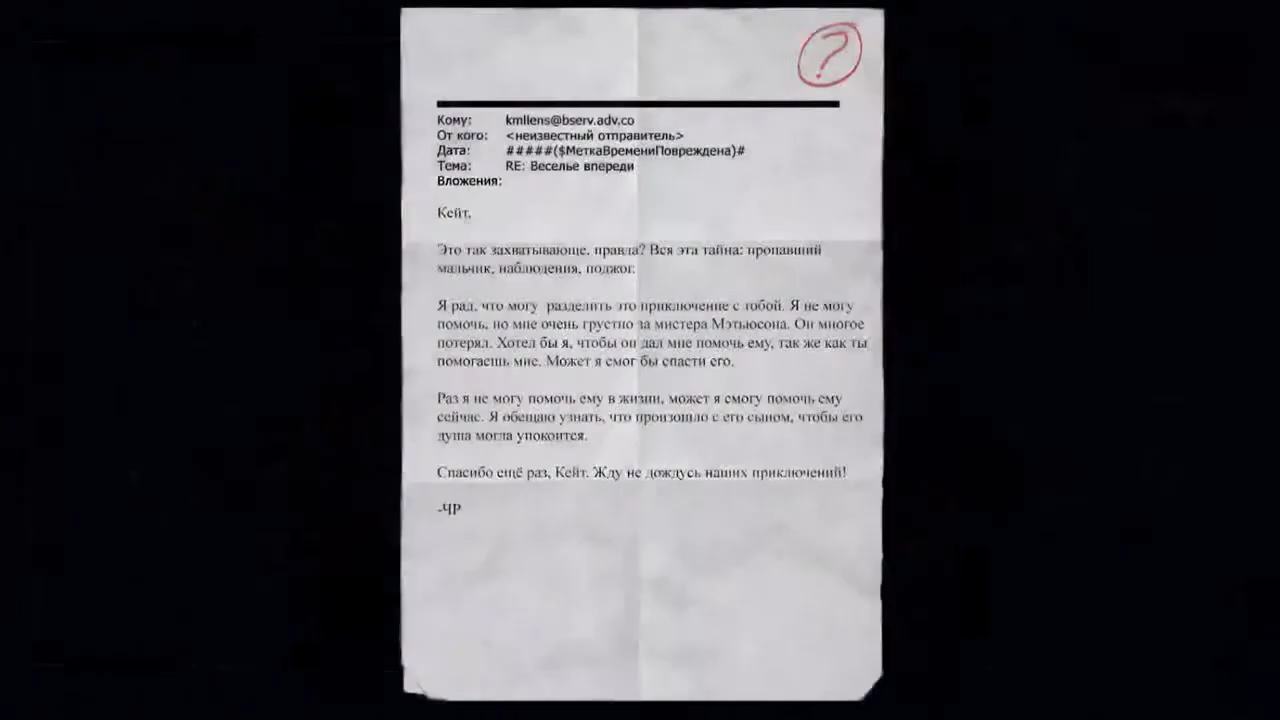 ?
Кому: kmllens@bserv.adv.co
От кого: <неизвестный отправитель>
Дата: #####($МеткаВремениПовреждена)#
Тема: RE: Веселье впереди
Вложения:
Кейт,
Это так захватывающе, правда? Вся эта тайна: пропавший
мальчик, наблюдения, поджог.
Я рад, что могу разделить это приключение с тобой. Я не могу
помочь, но мне очень грустно за мистера Мэтьюсона. Он многое
потерял. Хотел бы я, чтобы он дал мне помочь ему, так же как ты
помогаешь мне. Может я смог бы спасти его.
Раз я не могу помочь ему в жизни, может я смогу помочь ему
сейчас. Я обещаю узнать, что произошло с его сыном, чтобы его
душа могла упокоится.
Спасибо ещё раз, Кейт. Жду не дождусь наших приключений!
-ЧР